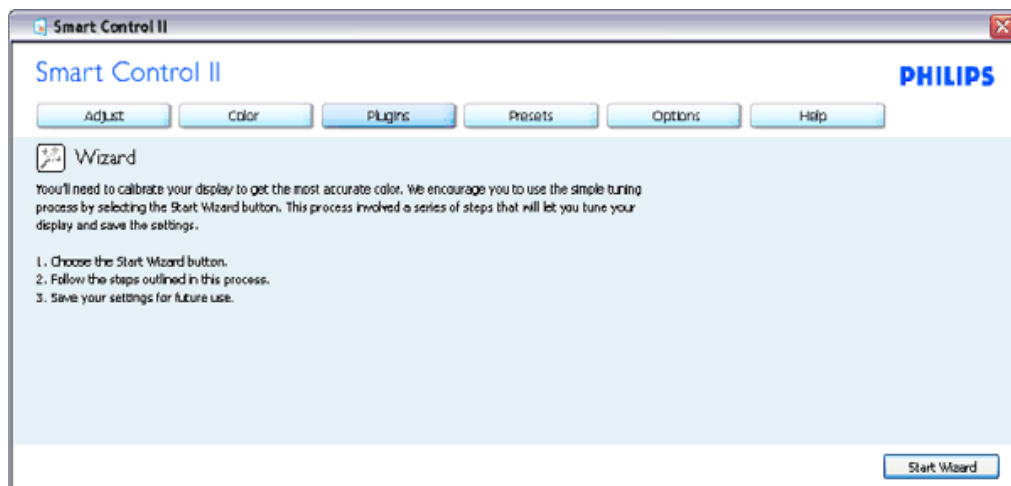 Smart Control II
Smart Control II
PHILIPS
Adjust Color Plugins Presets Options Help
Wizard
Yoou'll need to calibrate your display to get the most accurate color. We encourage you to use the simple tuning
process by selecting the Start Wizard button. This process involved a series of steps that will let you tune your
display and save the settings.
1. Choose the Start Wizard button.
2. Follow the steps outlined in this process.
3. Save your settings for future use.
Start Wizard